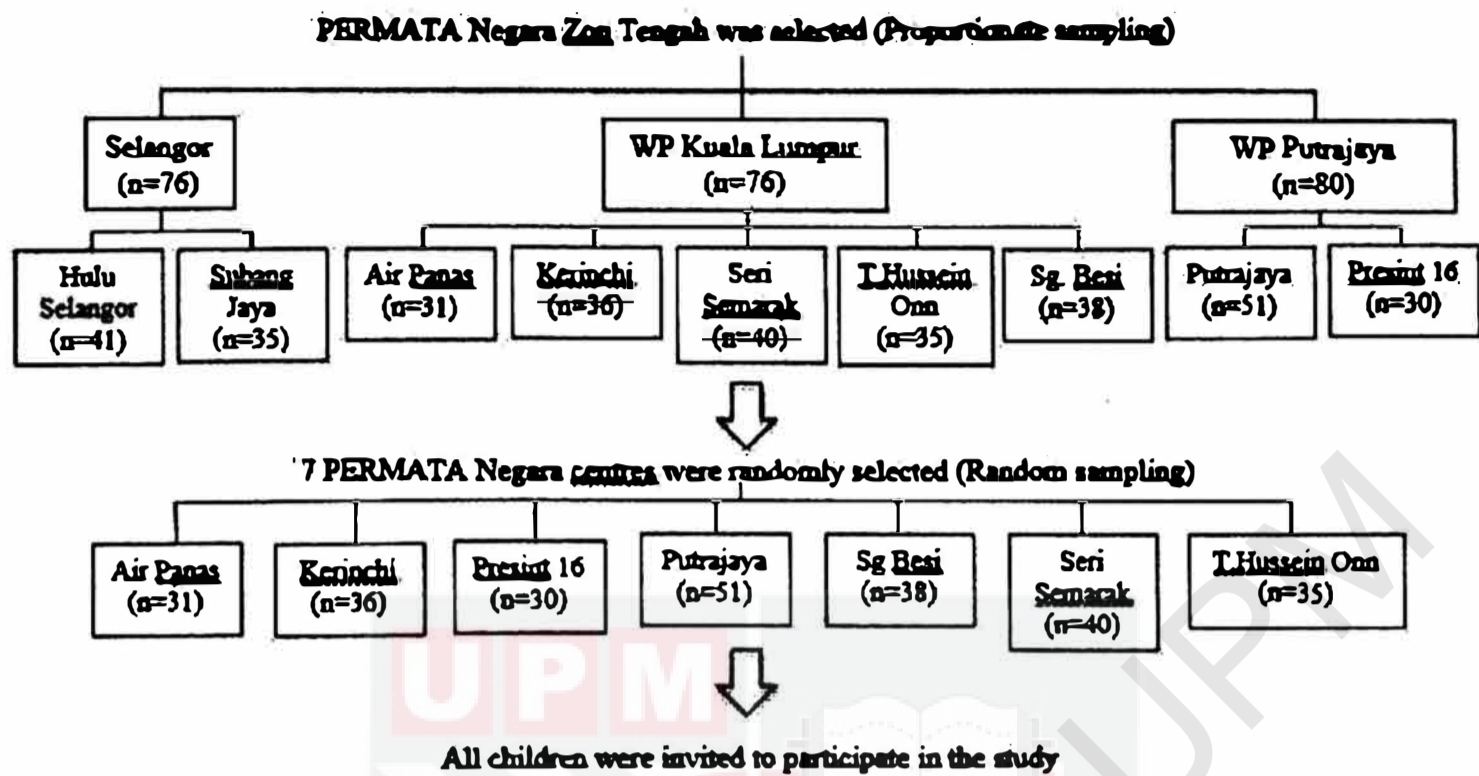 PERMATA Negara Zon Tengah was selected (Proportionate sampling)
Selangor
(n=76)
WP Kuala Lumpur
(n=76)
WP Putrajaya
(n=80)
Hulu
Selangor
(n=41)
Subang
Jaya
(n=35)
Air Panas
(n=31)
Kerinchi
(n=36)
Seri
Semarak
(n=40)
T.Hussein
Onn
(n=35)
Sg. Besi
(n=38)
Putrajaya
(n=51)
Presint 16
(n=30)
7 PERMATA Negara centres were randomly selected (Random sampling)
Air Panas
(n=31)
Kerinchi
(n=36)
Presint 16
(n=30)
Putrajaya
(n=51)
Sg Besi
(n=38)
Seri
Semarak
(n=40)
T.Hussein Onn
(n=35)
All children were invited to participate in the study
UPM
UPM